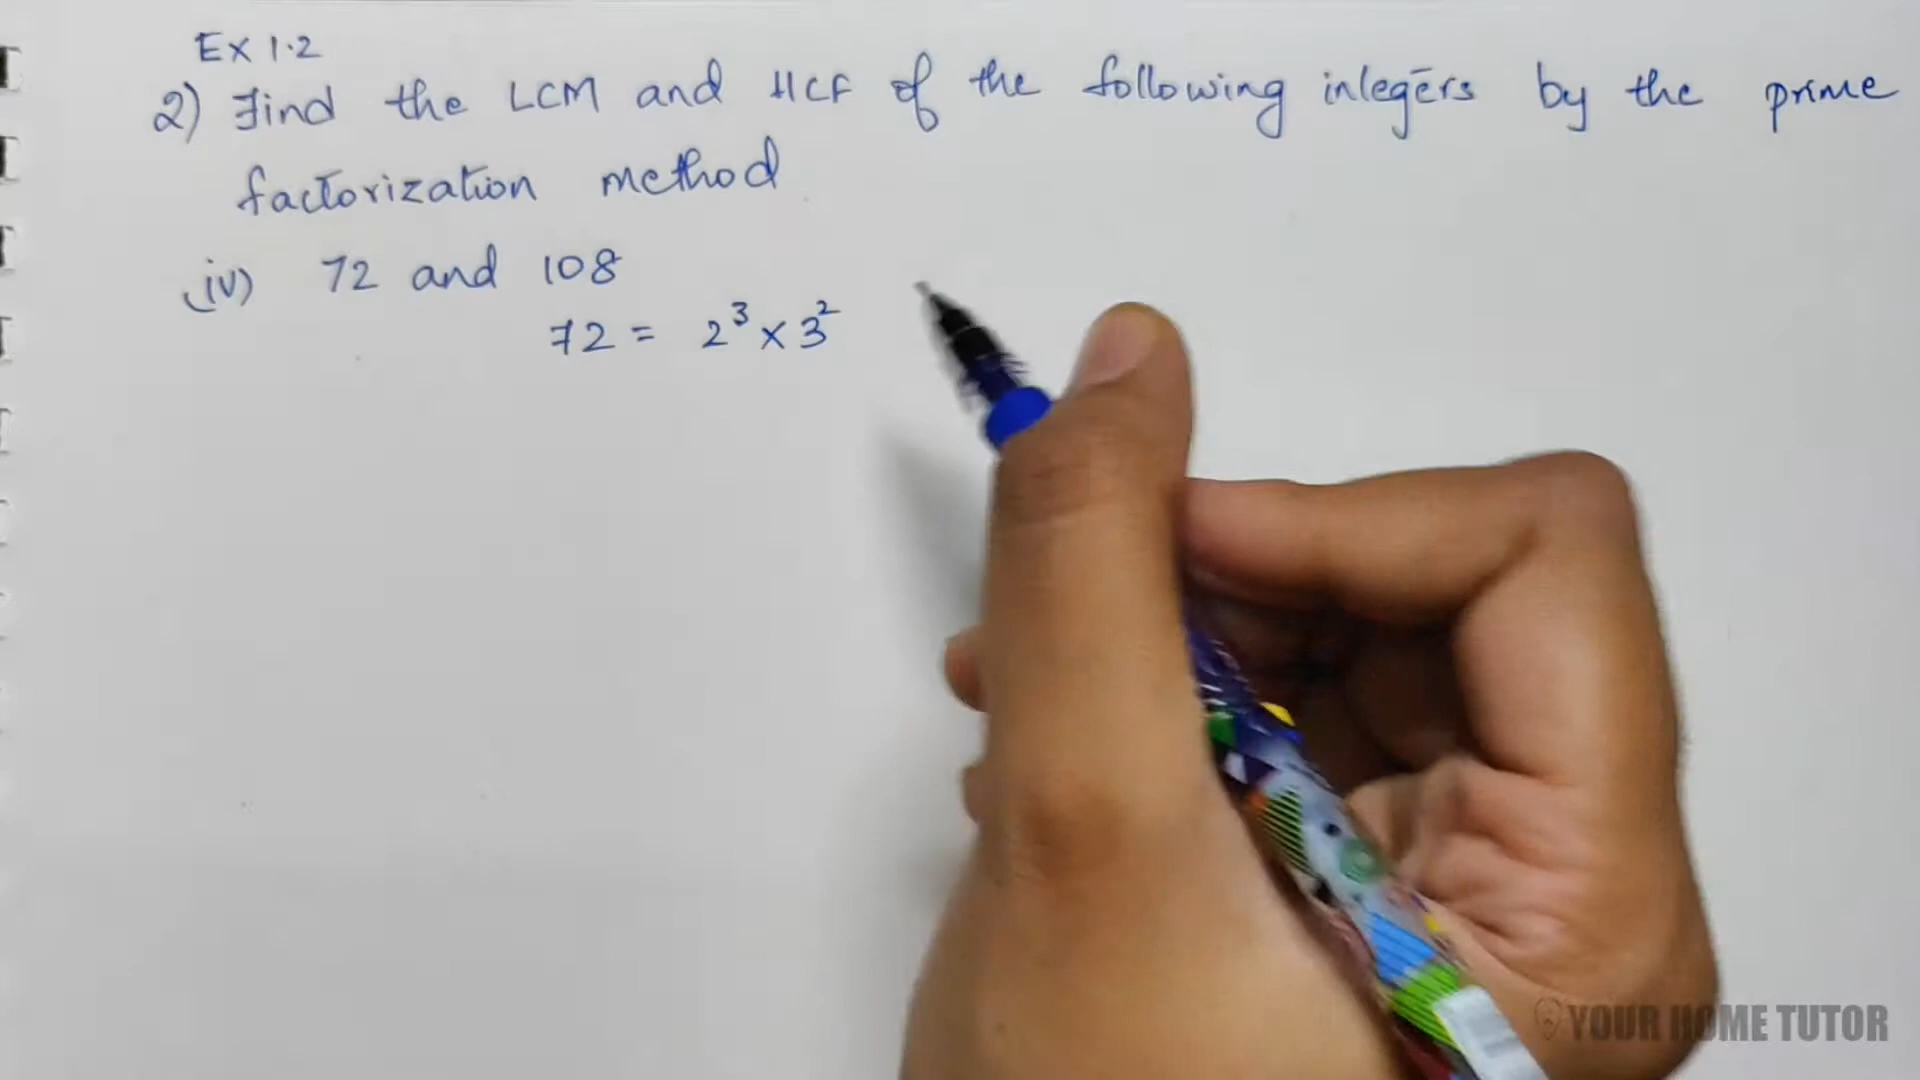 Ex 1.2
2) Find the LCM and HCF of the following integers by the prime
factorization method
(iv) 72 and 108
72 = 2³ × 3²
YOUR HOME TUTOR